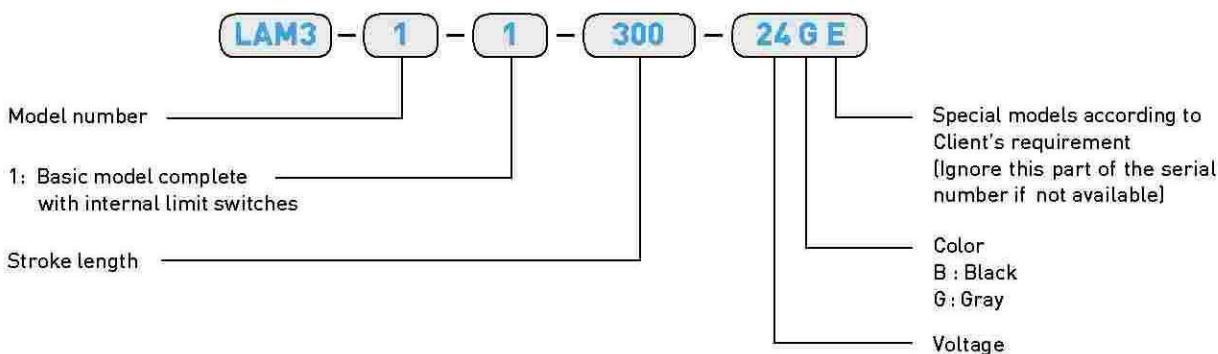 LAM3 - 1 - 1 - 300 - 24 G E
Model number
1: Basic model complete
with internal limit switches
Stroke length
Special models according to
Client's requirement
(Ignore this part of the serial
number if not available)
Color
B : Black
G : Gray
Voltage